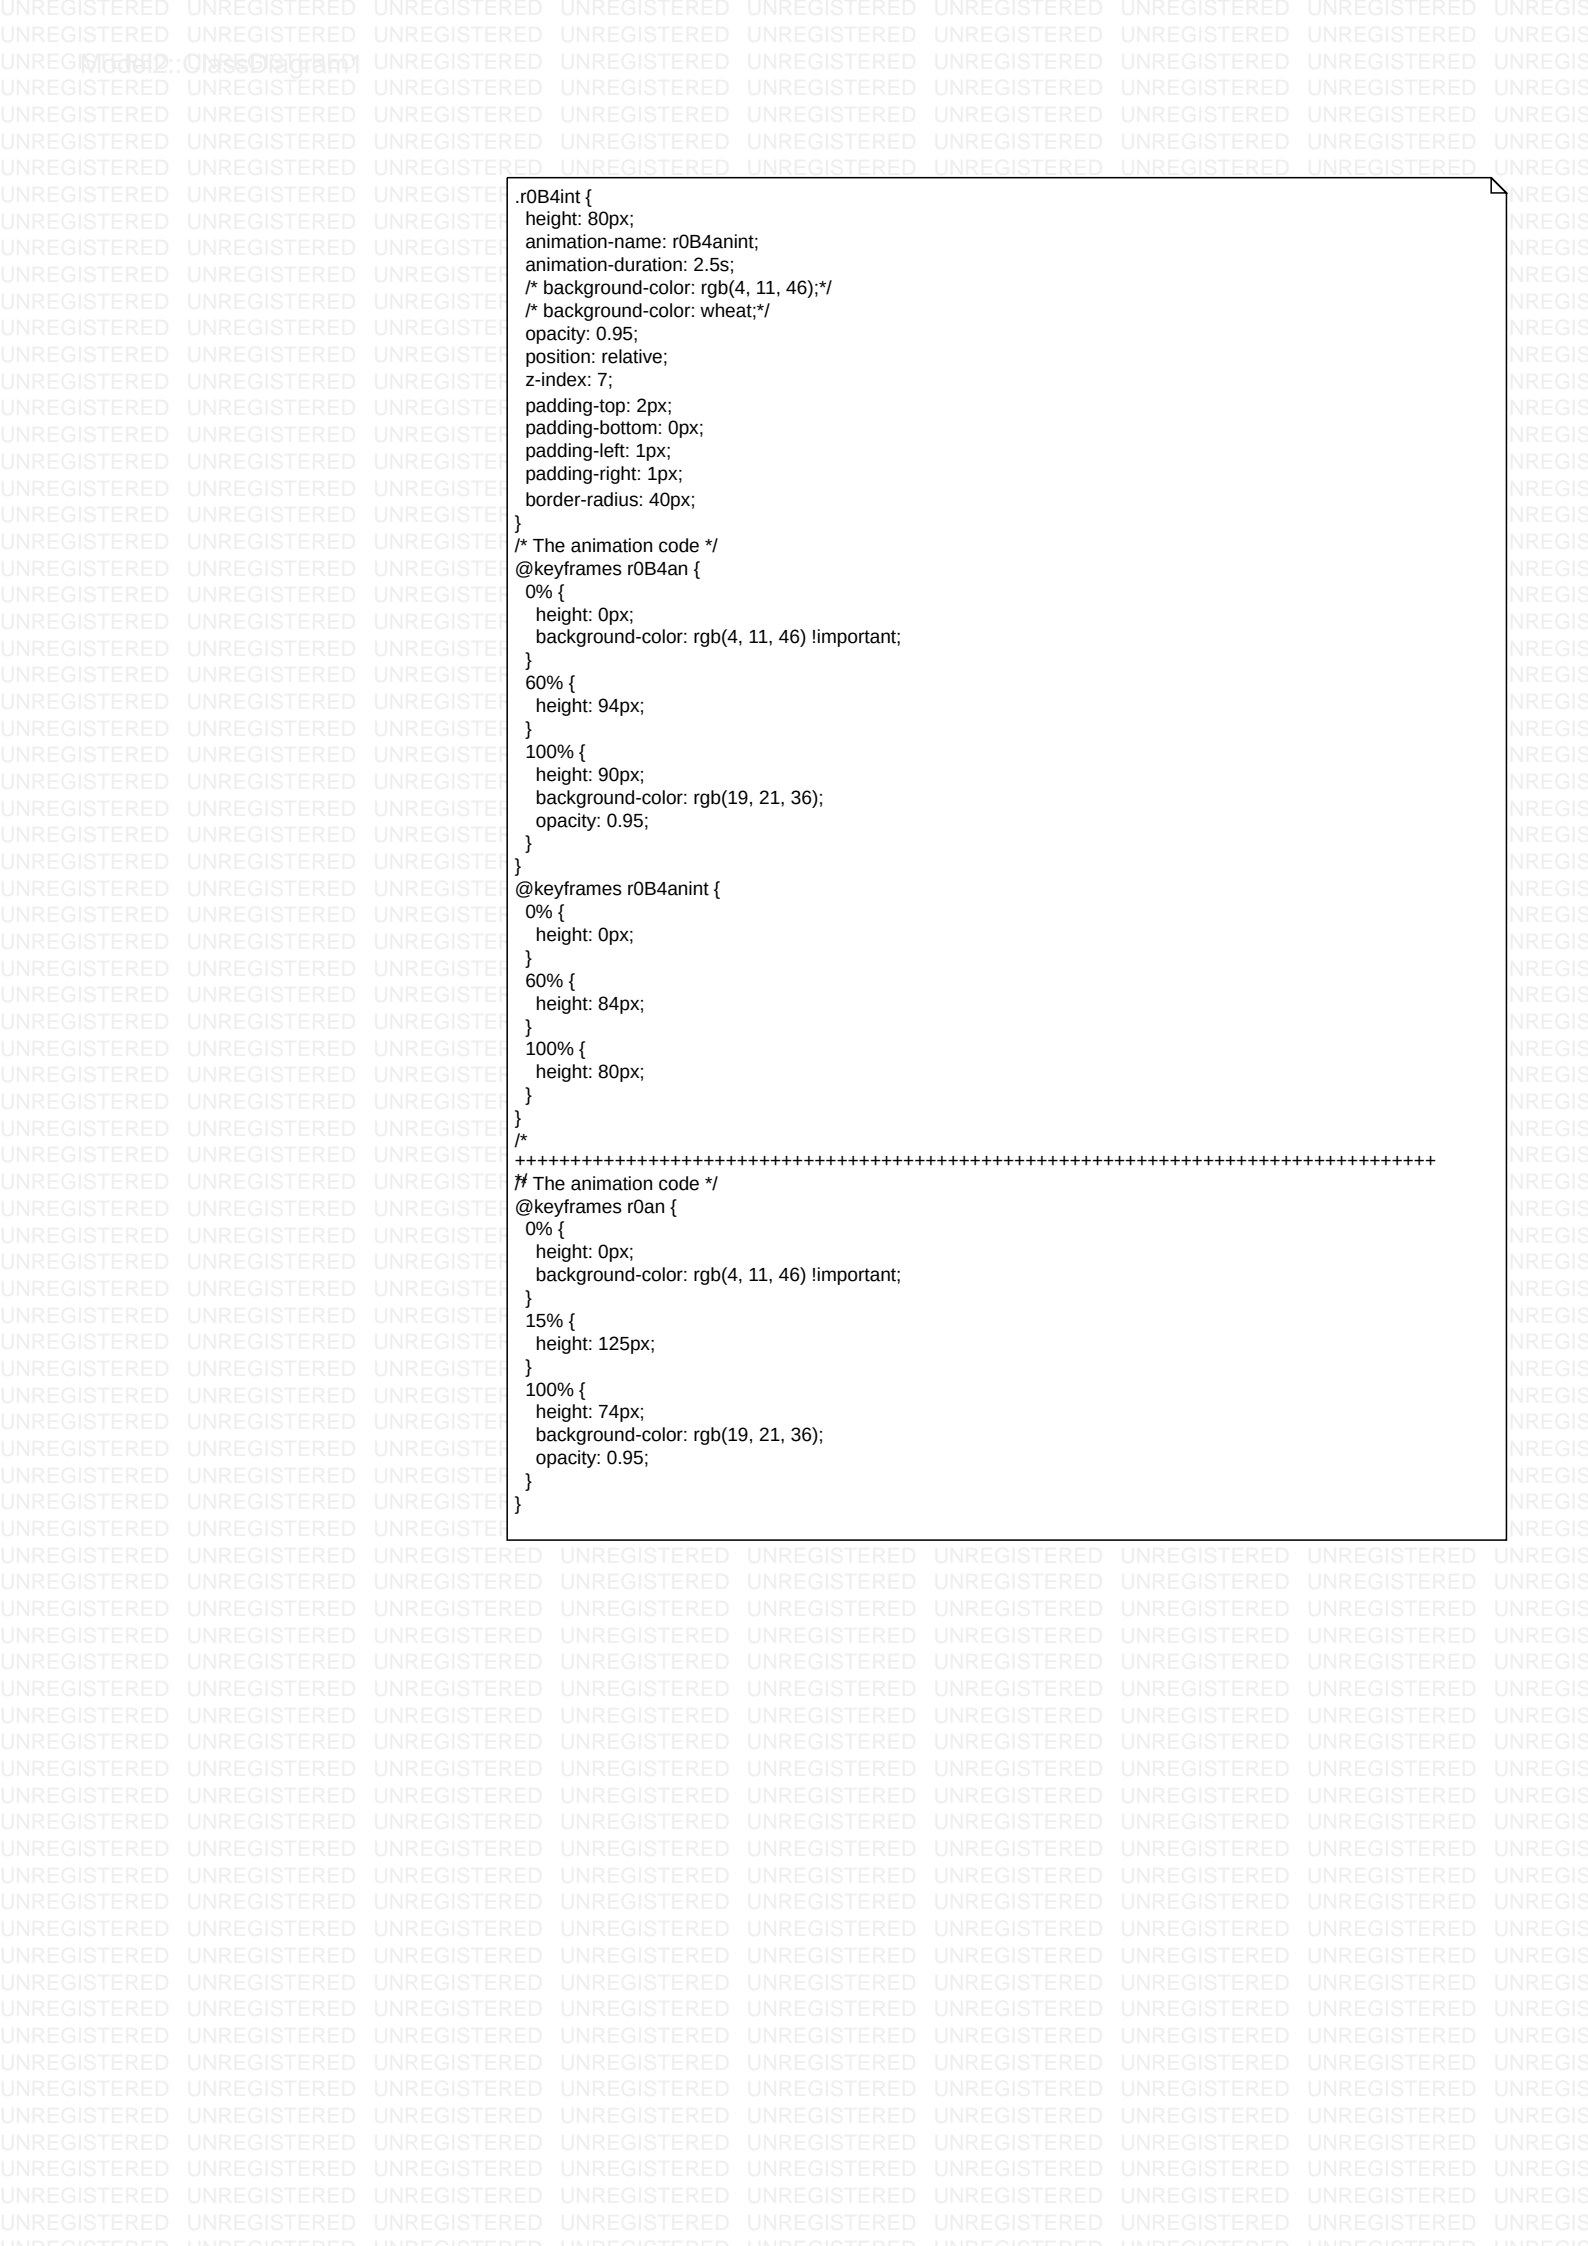 Model2::ClassDiagram1
.r0B4int {
  height: 80px;
  animation-name: r0B4anint;
  animation-duration: 2.5s;
  /* background-color: rgb(4, 11, 46);*/
  /* background-color: wheat;*/
  opacity: 0.95;
  position: relative;
  z-index: 7;
  padding-top: 2px;
  padding-bottom: 0px;
  padding-left: 1px;
  padding-right: 1px;
  border-radius: 40px;
}
/* The animation code */
@keyframes r0B4an {
  0% {
    height: 0px;
    background-color: rgb(4, 11, 46) !important;
  }
  60% {
    height: 94px;
  }
  100% {
    height: 90px;
    background-color: rgb(19, 21, 36);
    opacity: 0.95;
  }
}
@keyframes r0B4anint {
  0% {
    height: 0px;
  }
  60% {
    height: 84px;
  }
  100% {
    height: 80px;
  }
}
/*
+++++++++++++++++++++++++++++++++++++++++++++++++++++++++++++++++++++++++++++++++++
*/
/* The animation code */
@keyframes r0an {
  0% {
    height: 0px;
    background-color: rgb(4, 11, 46) !important;
  }
  15% {
    height: 125px;
  }
  100% {
    height: 74px;
    background-color: rgb(19, 21, 36);
    opacity: 0.95;
  }
}